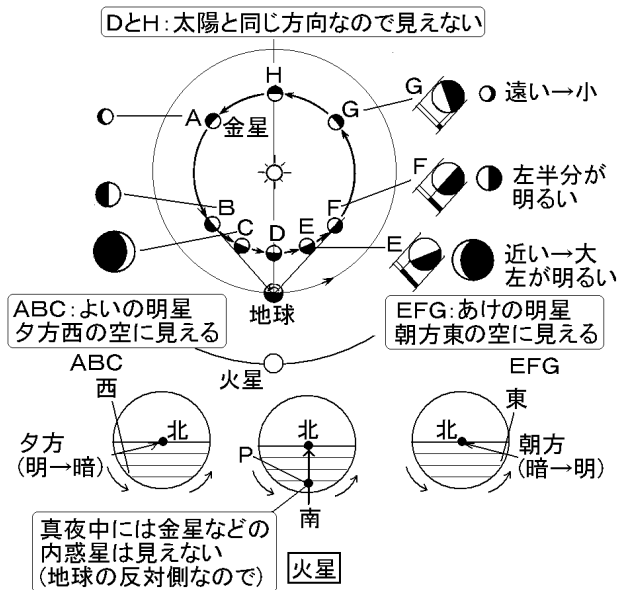 DとH:太陽と同じ方向なので見えない
H
A
金星
G
G
遠い→小
B
C
D
E
F
F
左半分が
明るい
E
近い→大
左が明るい
地球
ABC:よいの明星
夕方西の空に見える
EFG:あけの明星
朝方東の空に見える
火星
ABC
西
北
夕方
(明→暗)
北
P
南
EFG
東
北
朝方
(暗→明)
真夜中には金星などの
内惑星は見えない
(地球の反対側なので)
火星